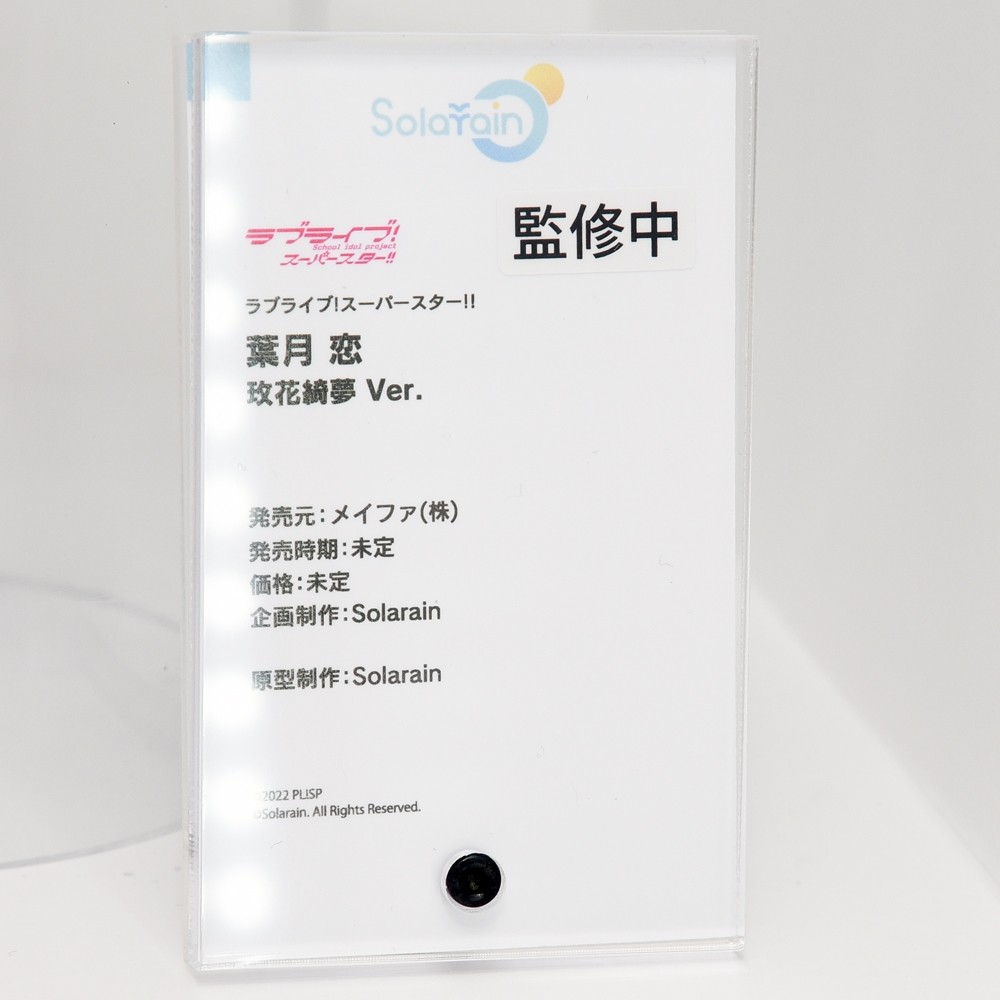 Solarain
監修中
ラブライブ!
School idol project
スーパースター!!
ラブライブ!スーパースター!!
葉月 恋
玫花綺夢 Ver.
発売元:メイファ(株)
発売時期:未定
価格:未定
企画制作:Solarain
原型制作:Solarain
©2022 PL!SP
©Solarain. All Rights Reserved.